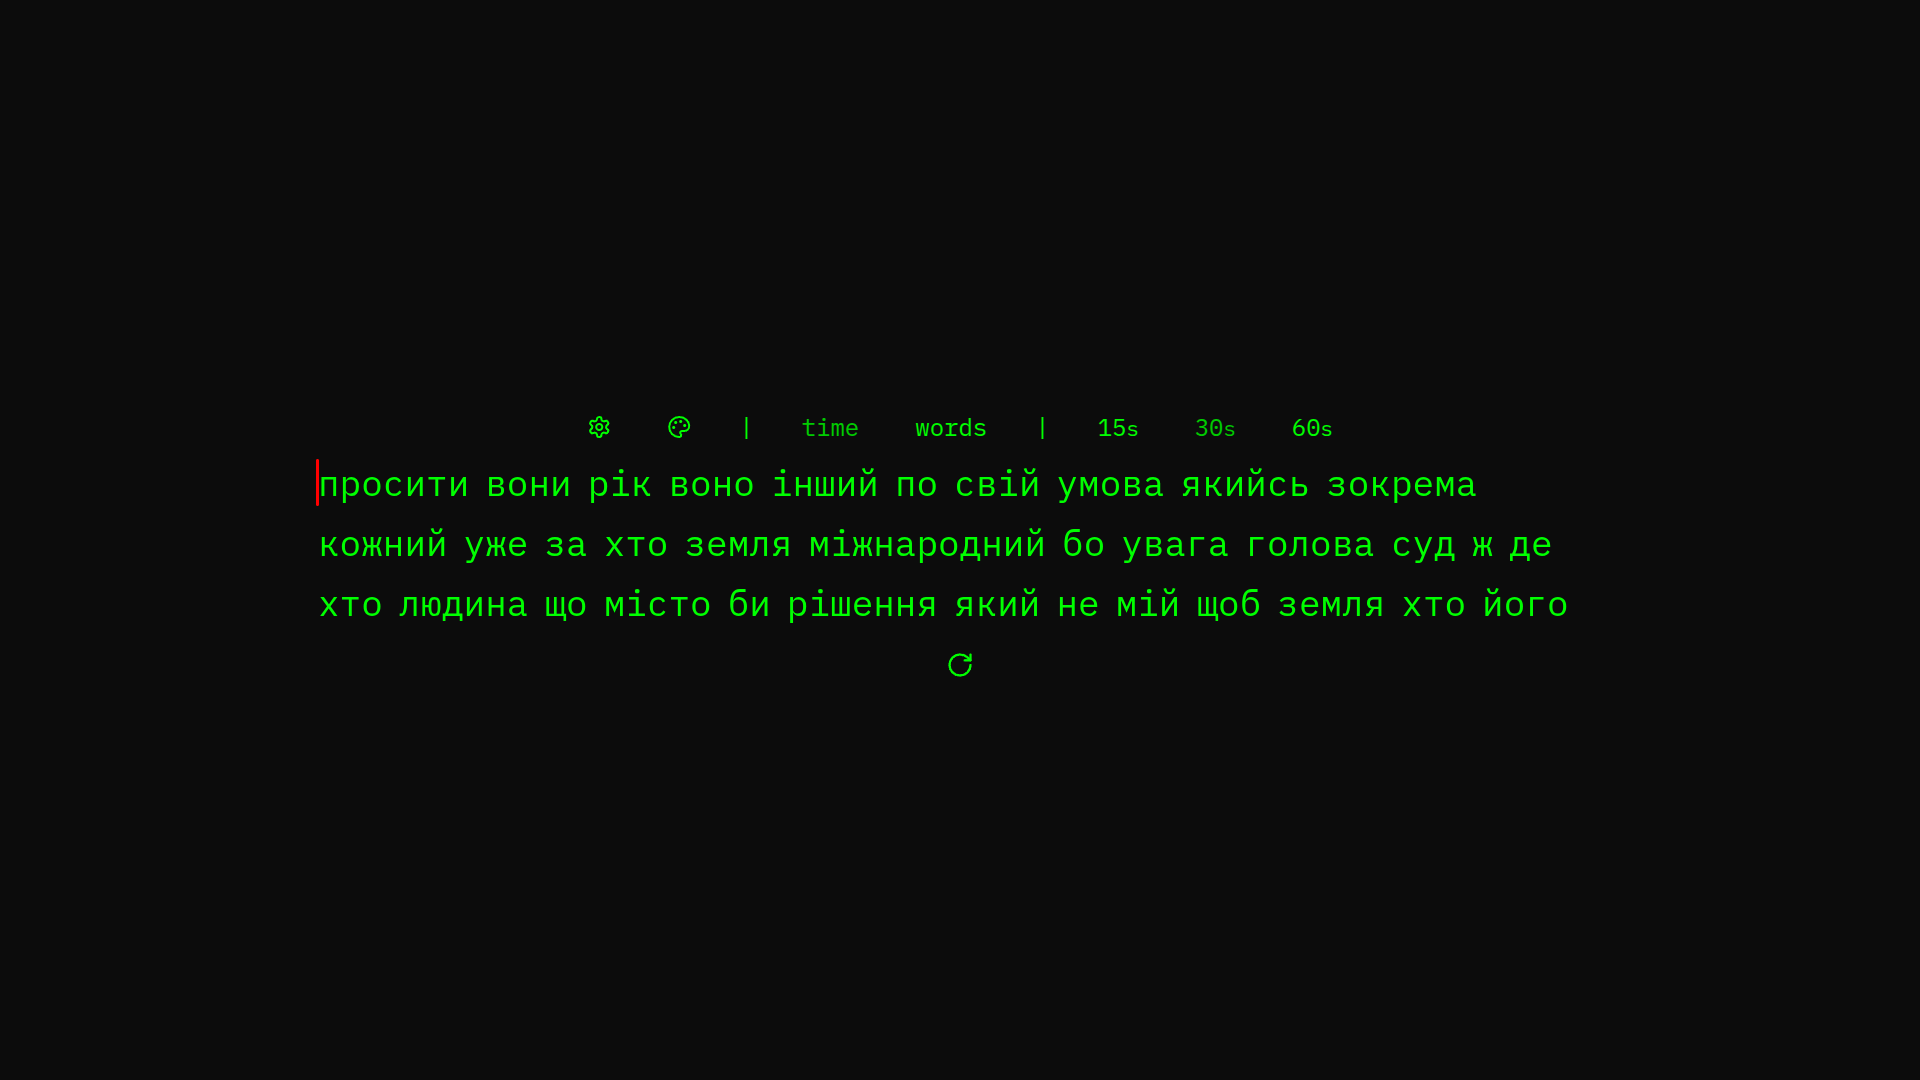 | time words | 15s 30s 60s
просити вони рік воно інший по свій умова якийсь зокрема
кожний уже за хто земля міжнародний бо увага голова суд ж де
хто людина що місто би рішення який не мій щоб земля хто його